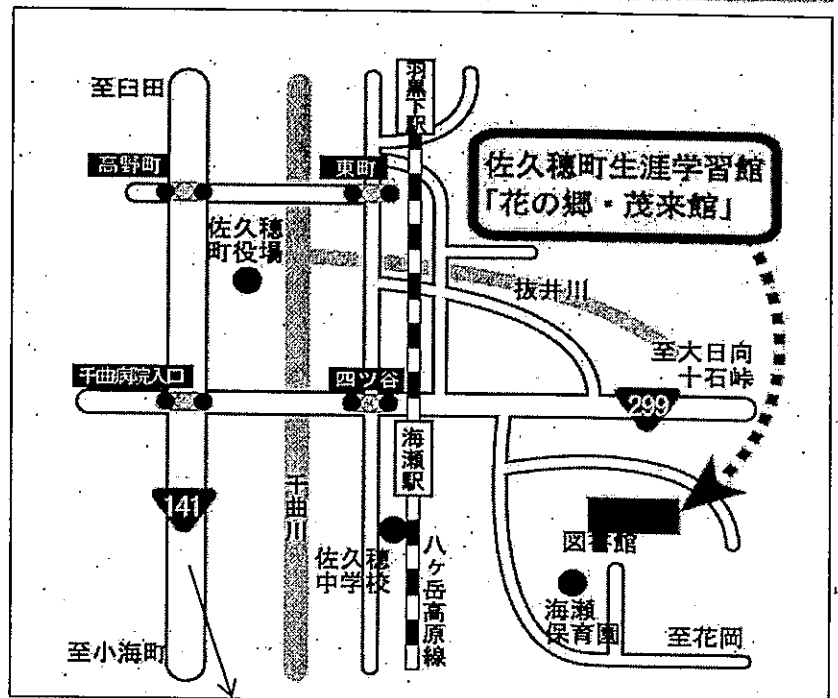 至臼田
羽黒下駅
高野町
東町
佐久穂町生涯学習館
「花の郷・茂来館」
佐久穂
町役場
抜井川
至大日向
十石峠
千曲病院入口
四ツ谷
299
海瀬駅
141
千曲川
佐久穂
中学校
八ヶ岳高原線
図書館
海瀬
保育園
至小海町
至花岡